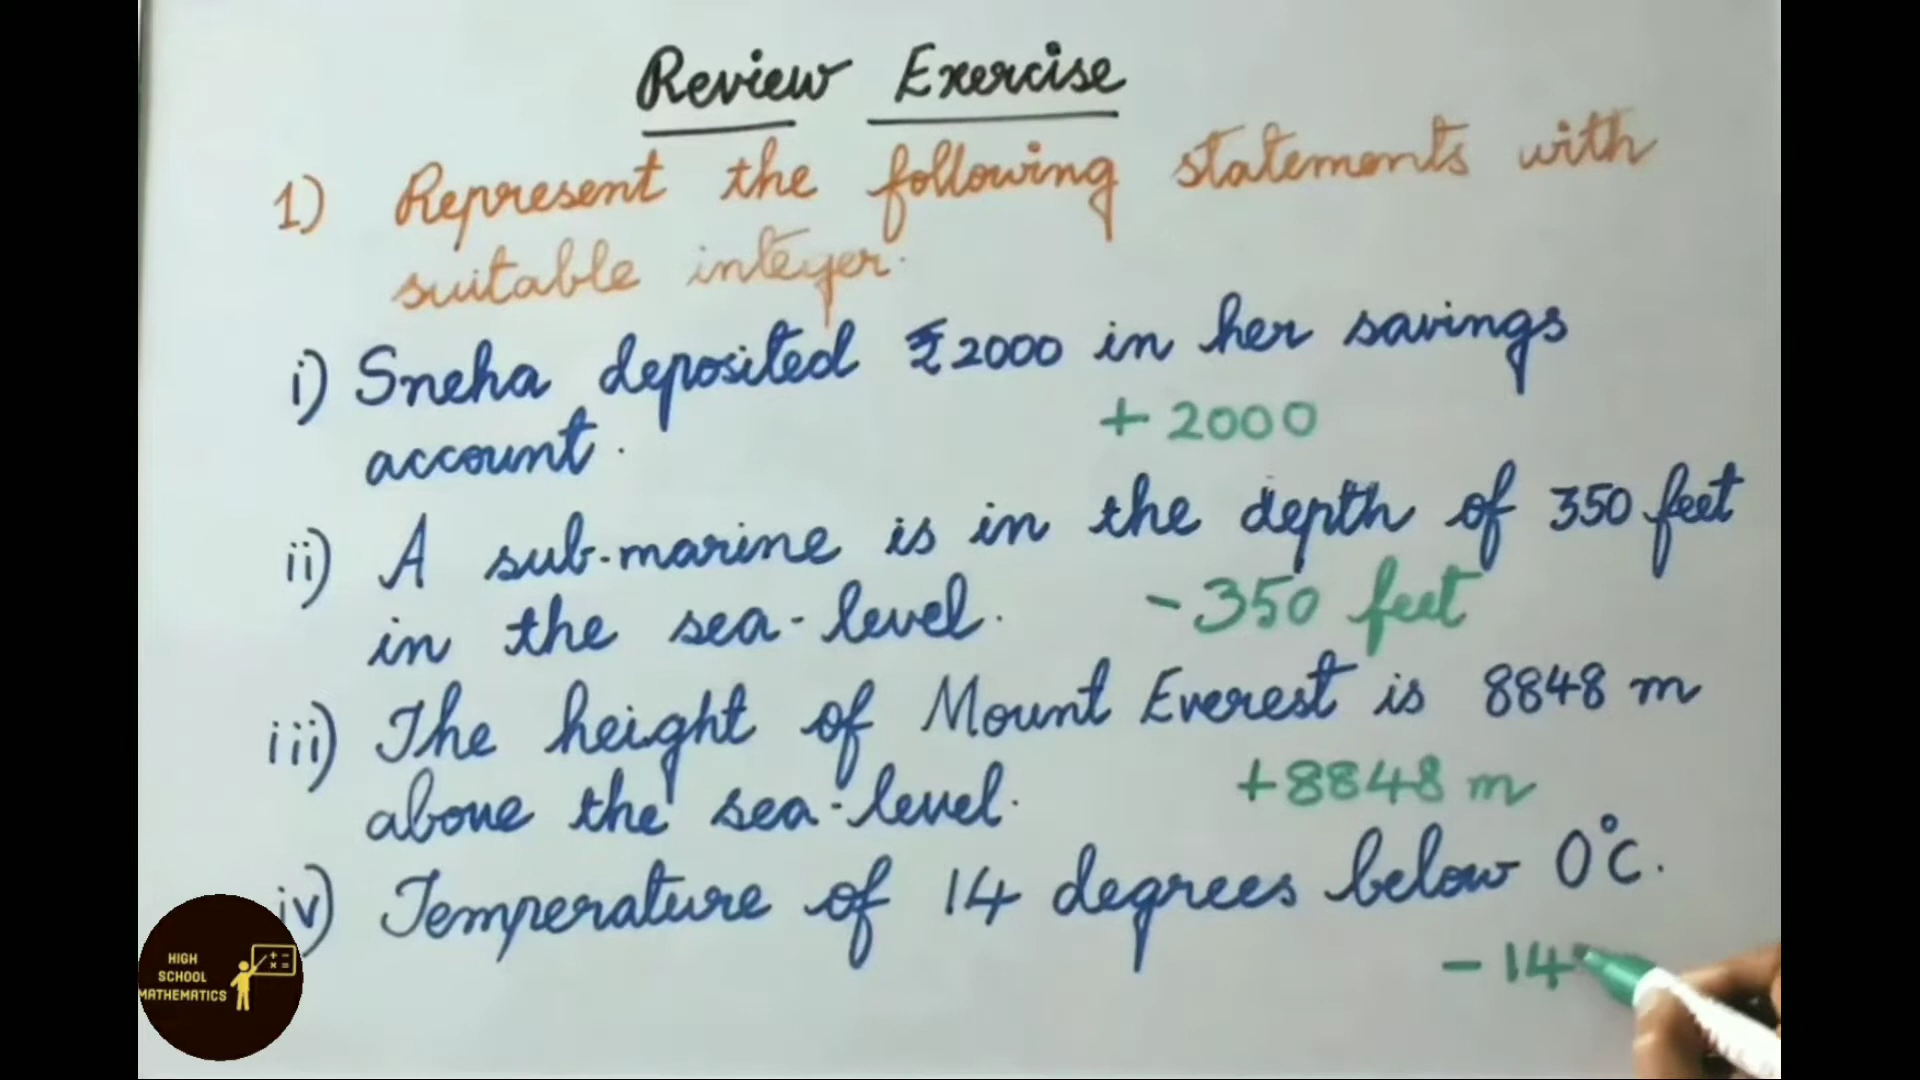 Review Exercise
1) Represent the following statements with
suitable integer.
i) Sneha deposited ₹2000 in her savings
account.
+2000
ii) A sub-marine is in the depth of 350 feet
in the sea-level.
-350 feet
iii) The height of Mount Everest is 8848 m
above the sea-level.
+8848 m
iv) Temperature of 14 degrees below 0°C.
-14°
HIGH
SCHOOL
MATHEMATICS
+ -
× =